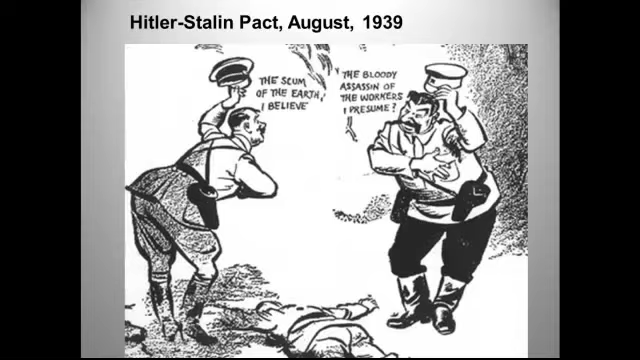 Hitler-Stalin Pact, August, 1939
THE SCUM
OF THE EARTH,
I BELIEVE
THE BLOODY
ASSASSIN OF
THE WORKERS
I PRESUME?